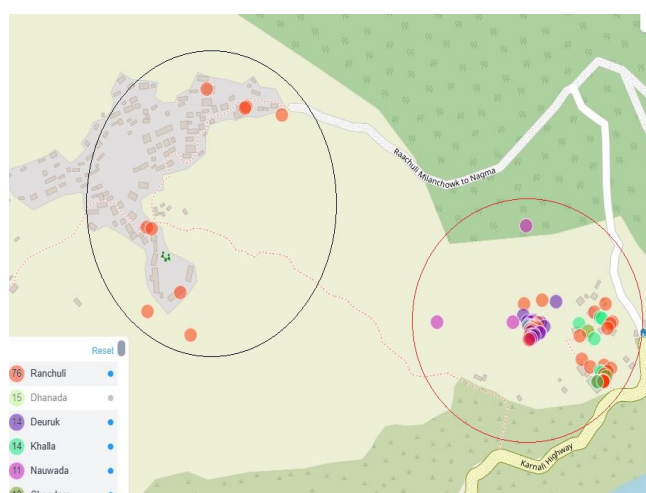 Raachuli Mianchowk to Nagma
Karnali Highway
Reset
76 Ranchuli
15 Dhanada
14 Deuruk
14 Khalla
11 Nauwada